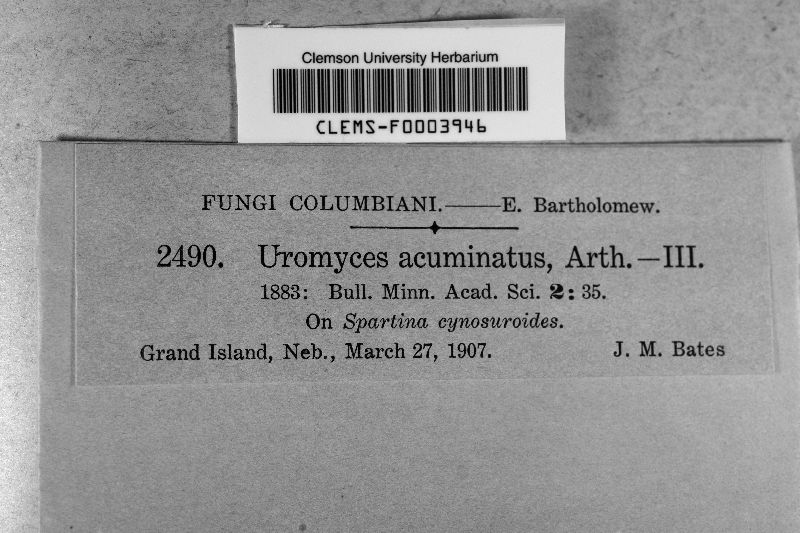 Clemson University Herbarium
CLEMS-F0003946
FUNGI COLUMBIANI.——E. Bartholomew.
2490. Uromyces acuminatus, Arth.—III.
1883: Bull. Minn. Acad. Sci. 2: 35.
On Spartina cynosuroides.
Grand Island, Neb., March 27, 1907. J. M. Bates